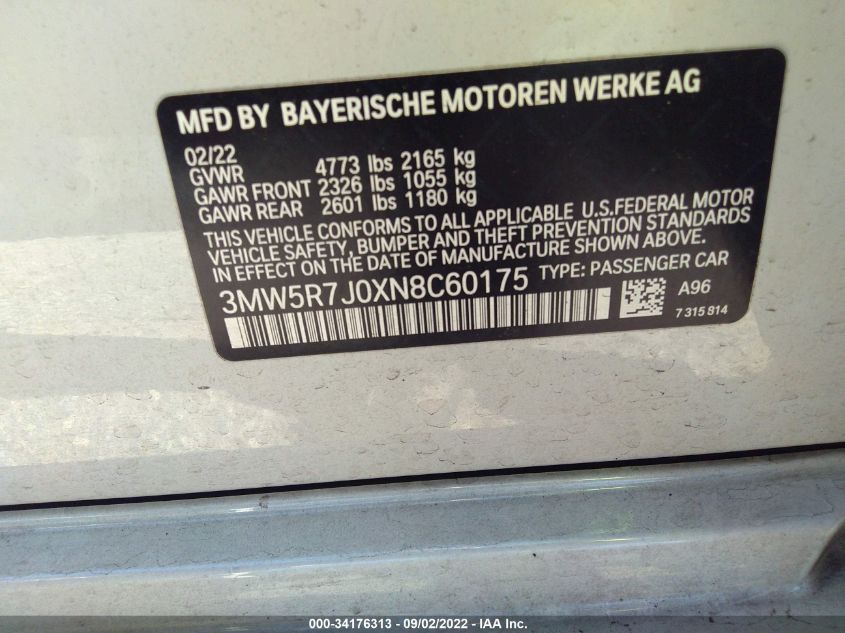 MFD BY BAYERISCHE MOTOREN WERKE AG
02/22
GVWR 4773 lbs 2165 kg
GAWR FRONT 2326 lbs 1055 kg
GAWR REAR 2601 lbs 1180 kg
THIS VEHICLE CONFORMS TO ALL APPLICABLE U.S.FEDERAL MOTOR
VEHICLE SAFETY, BUMPER AND THEFT PREVENTION STANDARDS
IN EFFECT ON THE DATE OF MANUFACTURE SHOWN ABOVE.
3MW5R7J0XN8C60175 TYPE: PASSENGER CAR
A96
7 315 814
000-34176313 - 09/02/2022 - IAA Inc.